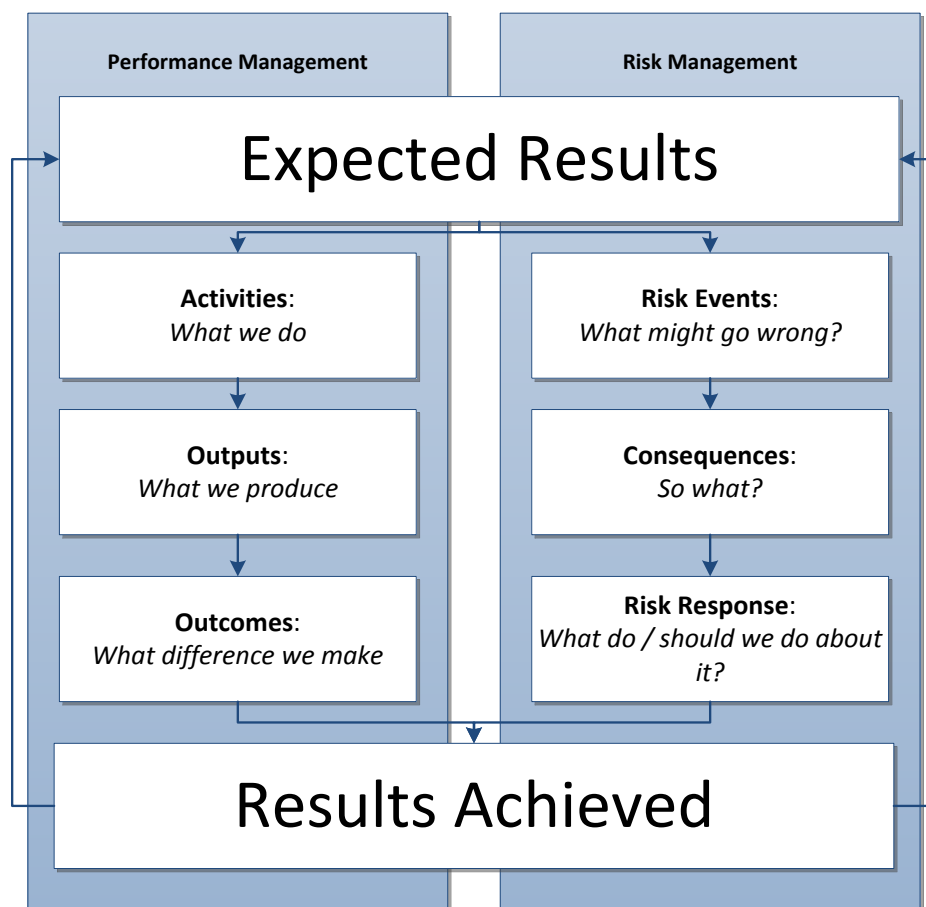 Performance Management
Risk Management
Expected Results
Activities:
What we do
Risk Events:
What might go wrong?
Outputs:
What we produce
Consequences:
So what?
Outcomes:
What difference we make
Risk Response:
What do / should we do about
it?
Results Achieved